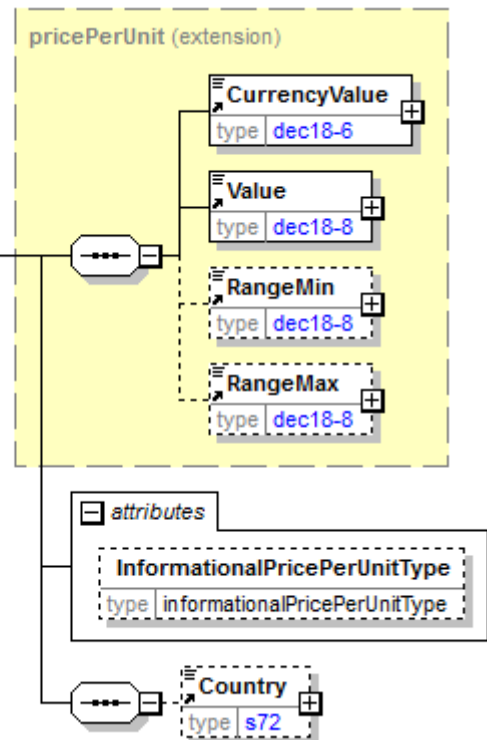 pricePerUnit (extension)
CurrencyValue
type dec18-6
Value
type dec18-8
RangeMin
type dec18-8
RangeMax
type dec18-8
attributes
InformationalPricePerUnitType
type informationalPricePerUnitType
Country
type s72